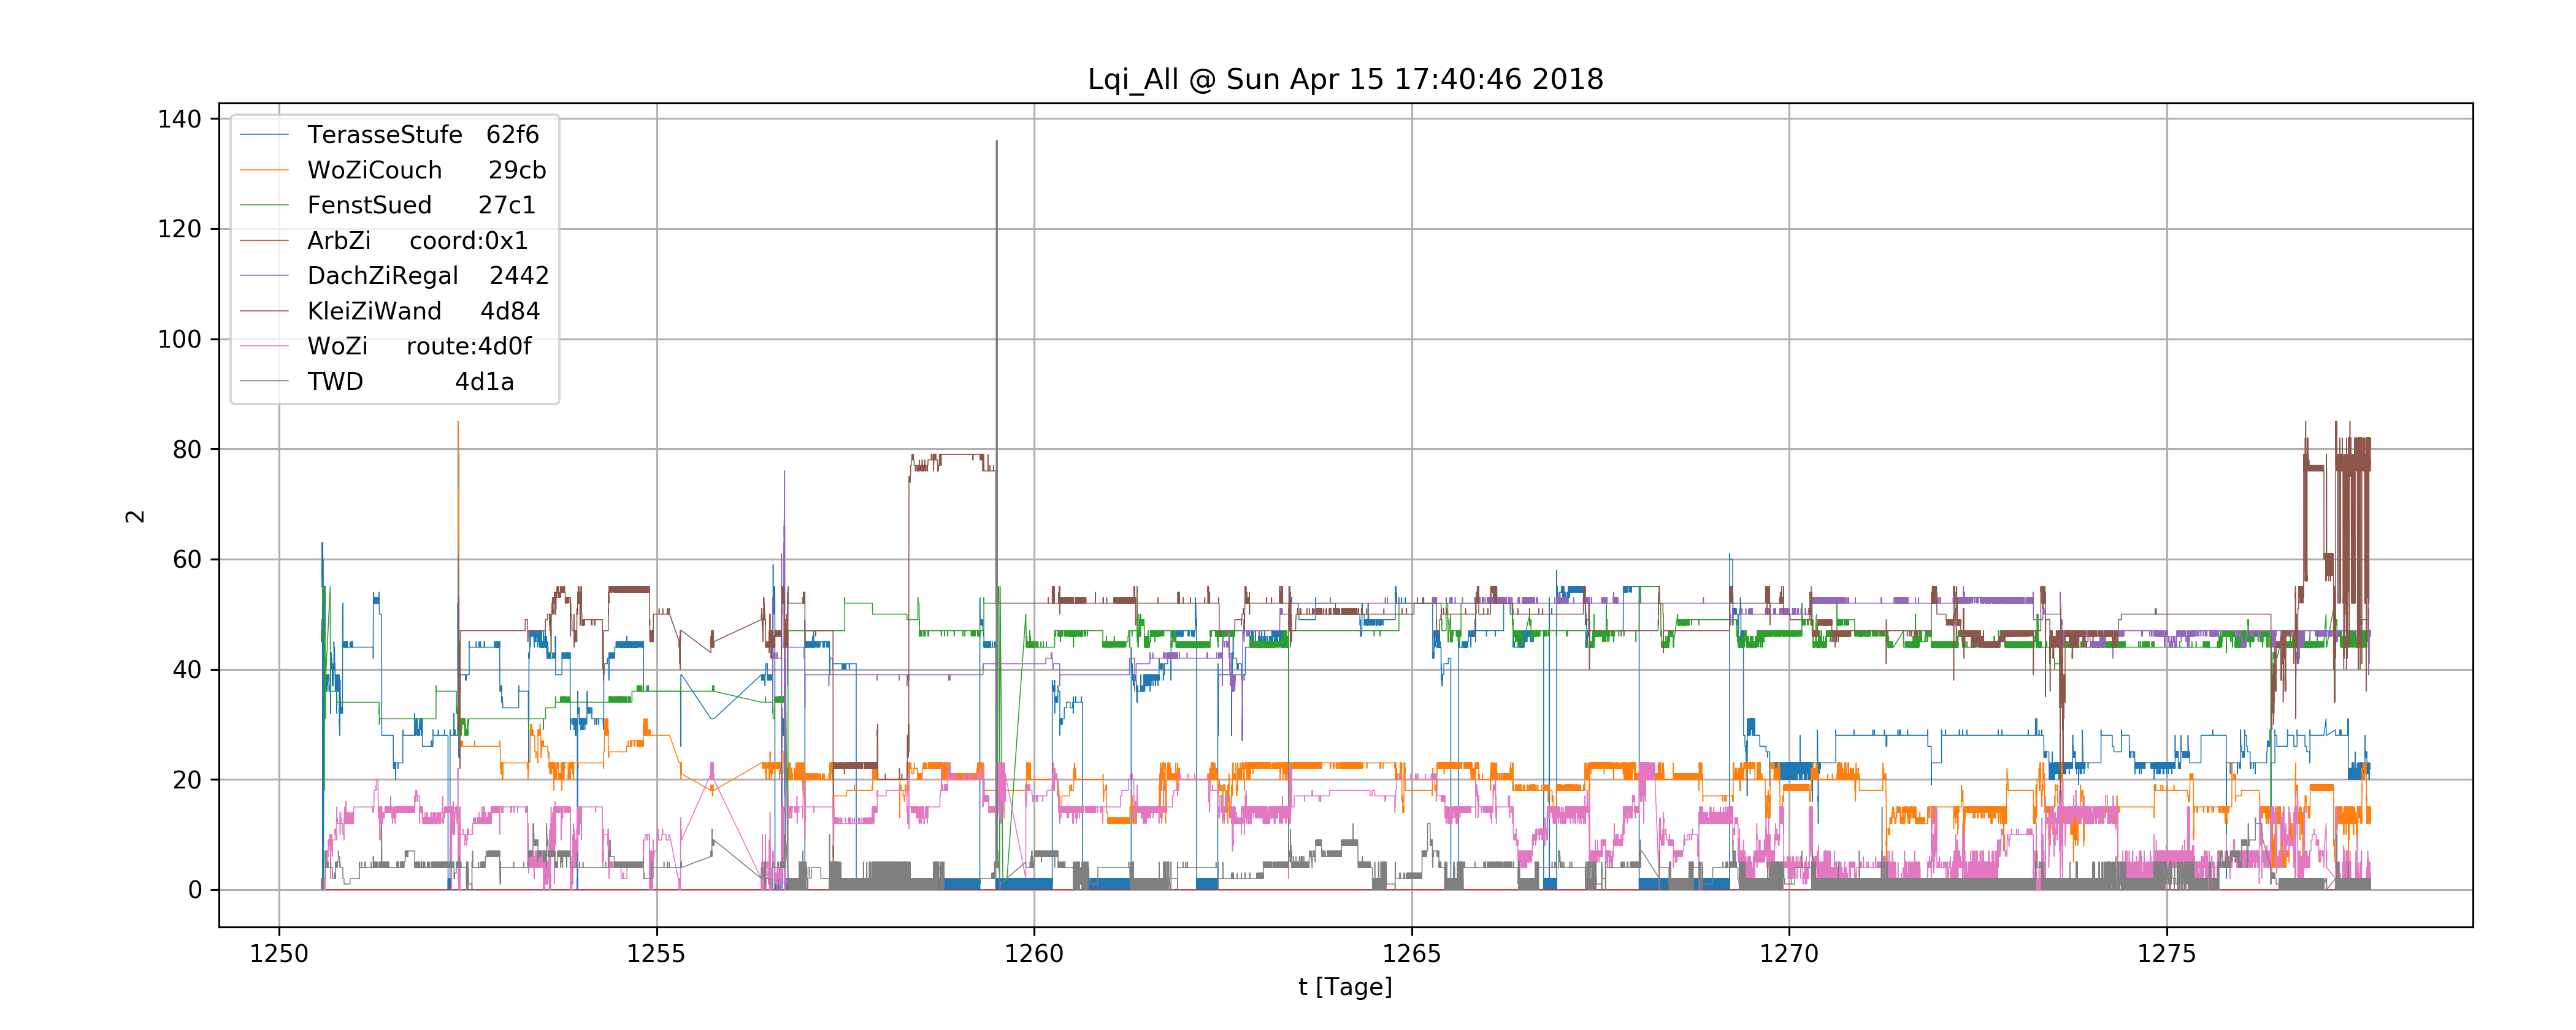 Lqi_All @ Sun Apr 15 17:40:46 2018
140
120
100
80
60
40
20
0
2
TerasseStufe 62f6
WoZiCouch 29cb
FenstSued 27c1
ArbZi coord:0x1
DachZiRegal 2442
KleiZiWand 4d84
WoZi route:4d0f
TWD 4d1a
1250 1255 1260 1265 1270 1275
t [Tage]